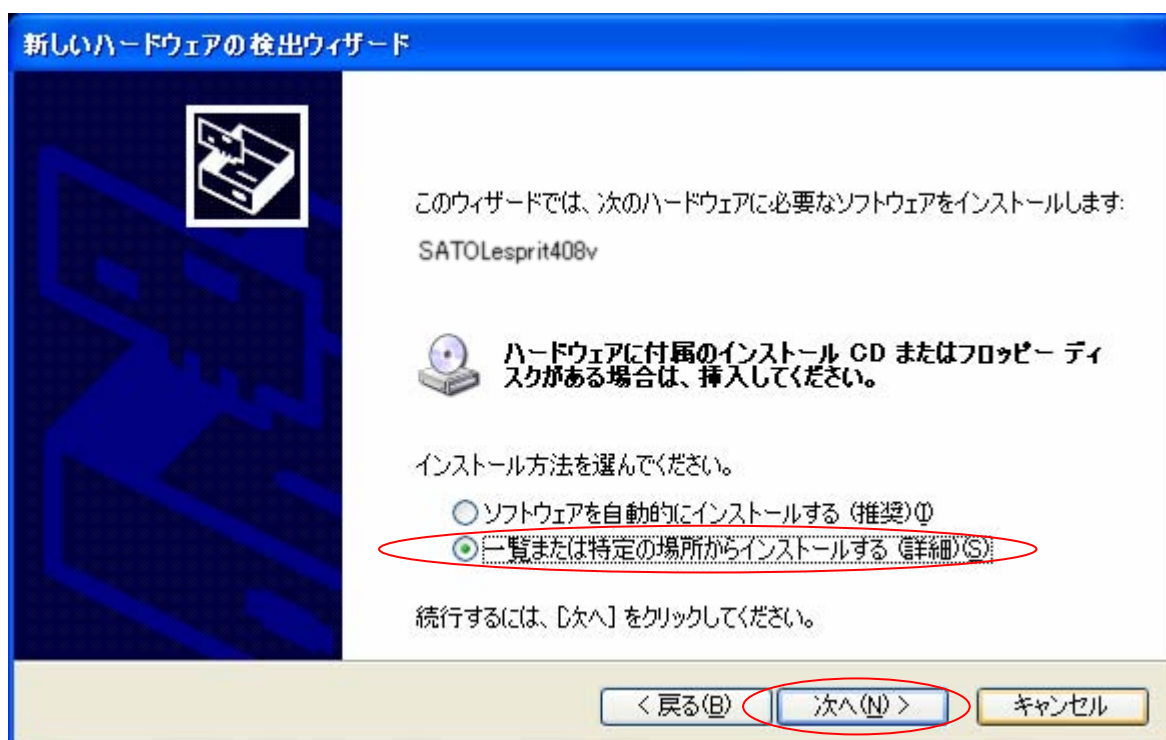 新しいハードウェアの検出ウィザード
このウィザードでは、次のハードウェアに必要なソフトウェアをインストールします:
SATOLesprit408v
ハードウェアに付属のインストール CD またはフロッピー ディ
スクがある場合は、挿入してください。
インストール方法を選んでください。
ソフトウェアを自動的にインストールする (推奨)(I)
一覧または特定の場所からインストールする (詳細)(S)
続行するには、[次へ] をクリックしてください。
< 戻る(B) 次へ(N) > キャンセル